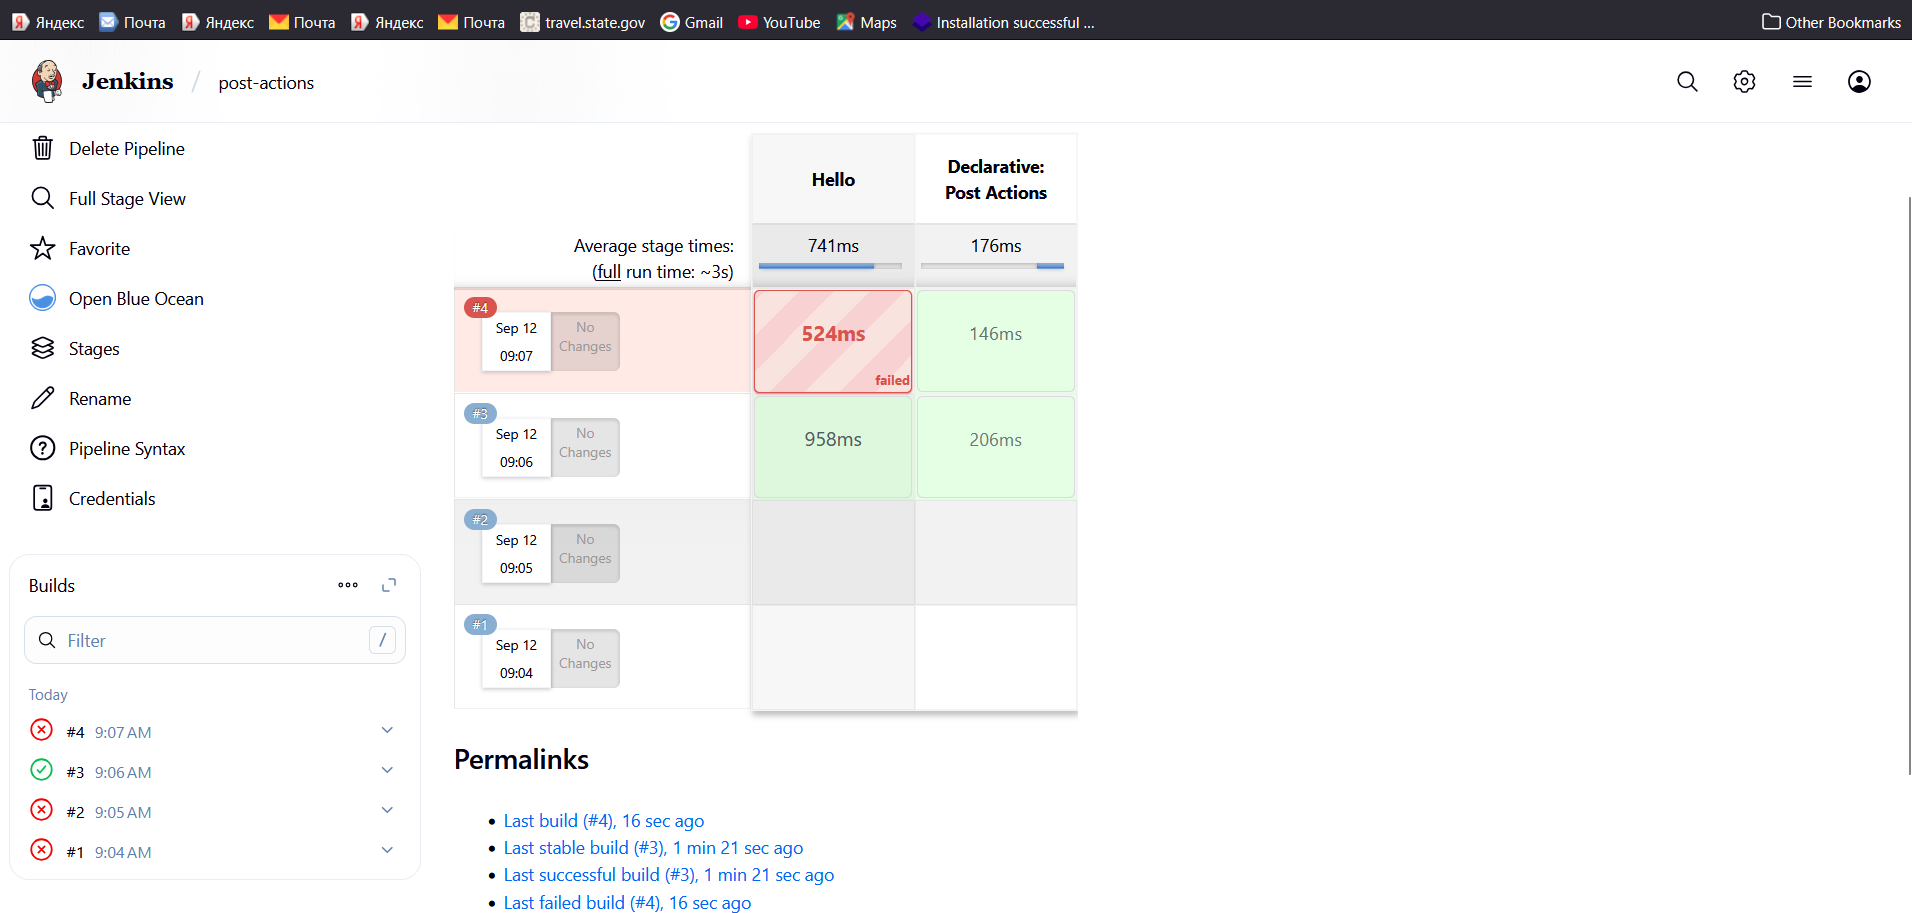 Яндекс Почта Яндекс Почта Яндекс Почта travel.state.gov Gmail YouTube Maps Installation successful ... Other Bookmarks
Jenkins / post-actions
Delete Pipeline
Full Stage View
Favorite
Open Blue Ocean
Stages
Rename
Pipeline Syntax
Credentials
Builds
Filter /
Today
#4 9:07 AM
#3 9:06 AM
#2 9:05 AM
#1 9:04 AM
Hello
Declarative:
Post Actions
Average stage times:
(full run time: ~3s)
741ms
176ms
#4
Sep 12
09:07
No
Changes
524ms
failed
146ms
#3
Sep 12
09:06
No
Changes
958ms
206ms
#2
Sep 12
09:05
No
Changes
#1
Sep 12
09:04
No
Changes
Permalinks
Last build (#4), 16 sec ago
Last stable build (#3), 1 min 21 sec ago
Last successful build (#3), 1 min 21 sec ago
Last failed build (#4), 16 sec ago